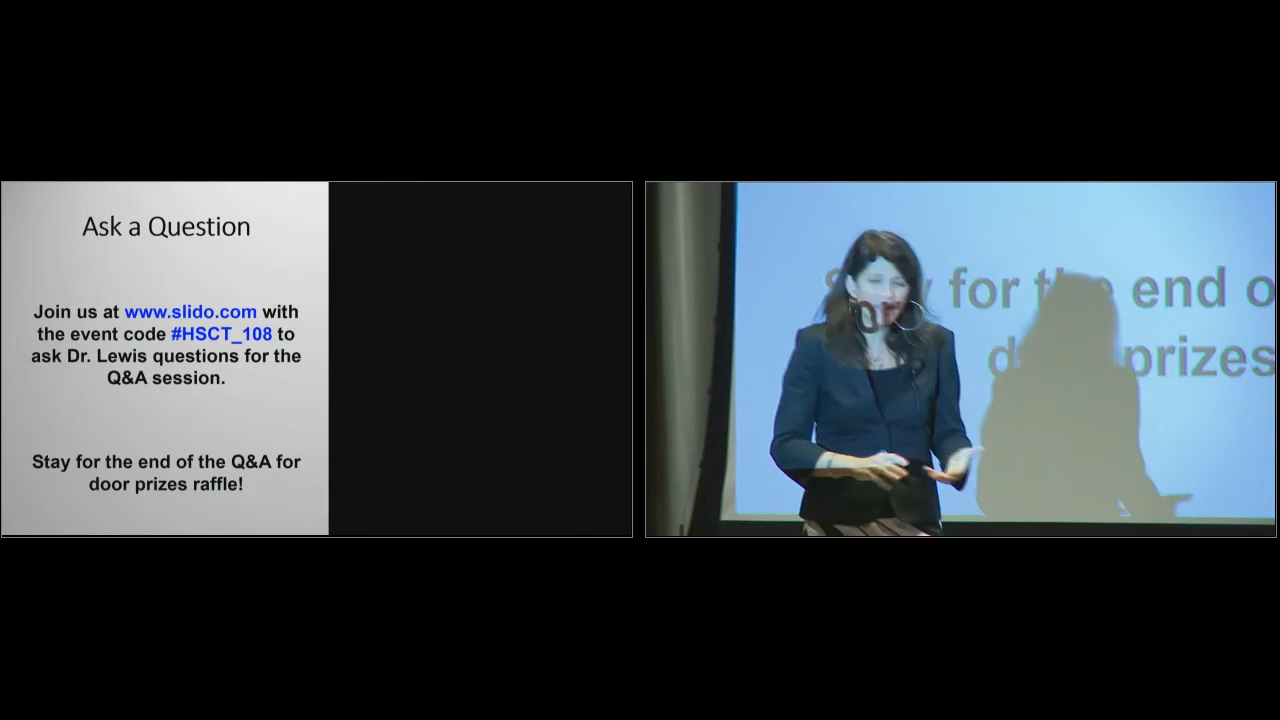 Ask a Question
Join us at www.slido.com with
the event code #HSCT_108 to
ask Dr. Lewis questions for the
Q&A session.
Stay for the end of the Q&A for
door prizes raffle!
for the end o
prizes